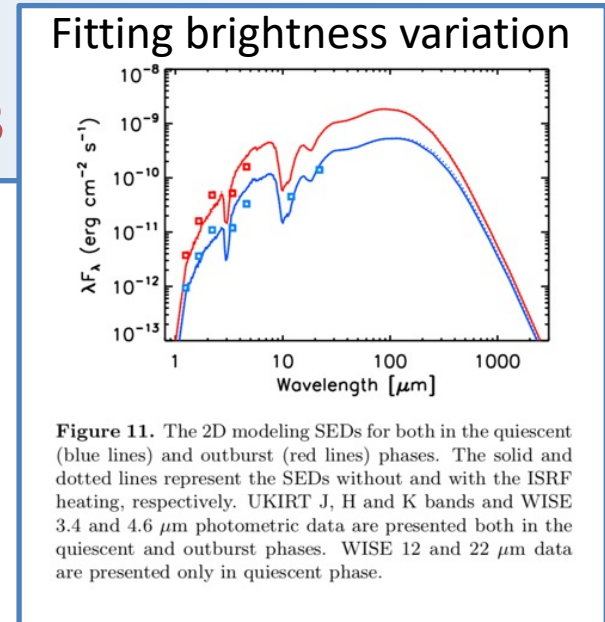 Fitting brightness variation
10⁻⁸
10⁻⁹
10⁻¹⁰
10⁻¹¹
10⁻¹²
10⁻¹³
λFλ (erg cm⁻² s⁻¹)
1 10 100 1000
Wavelength [μm]
Figure 11. The 2D modeling SEDs for both in the quiescent
(blue lines) and outburst (red lines) phases. The solid and
dotted lines represent the SEDs without and with the ISRF
heating, respectively. UKIRT J, H and K bands and WISE
3.4 and 4.6 μm photometric data are presented both in the
quiescent and outburst phases. WISE 12 and 22 μm data
are presented only in quiescent phase.